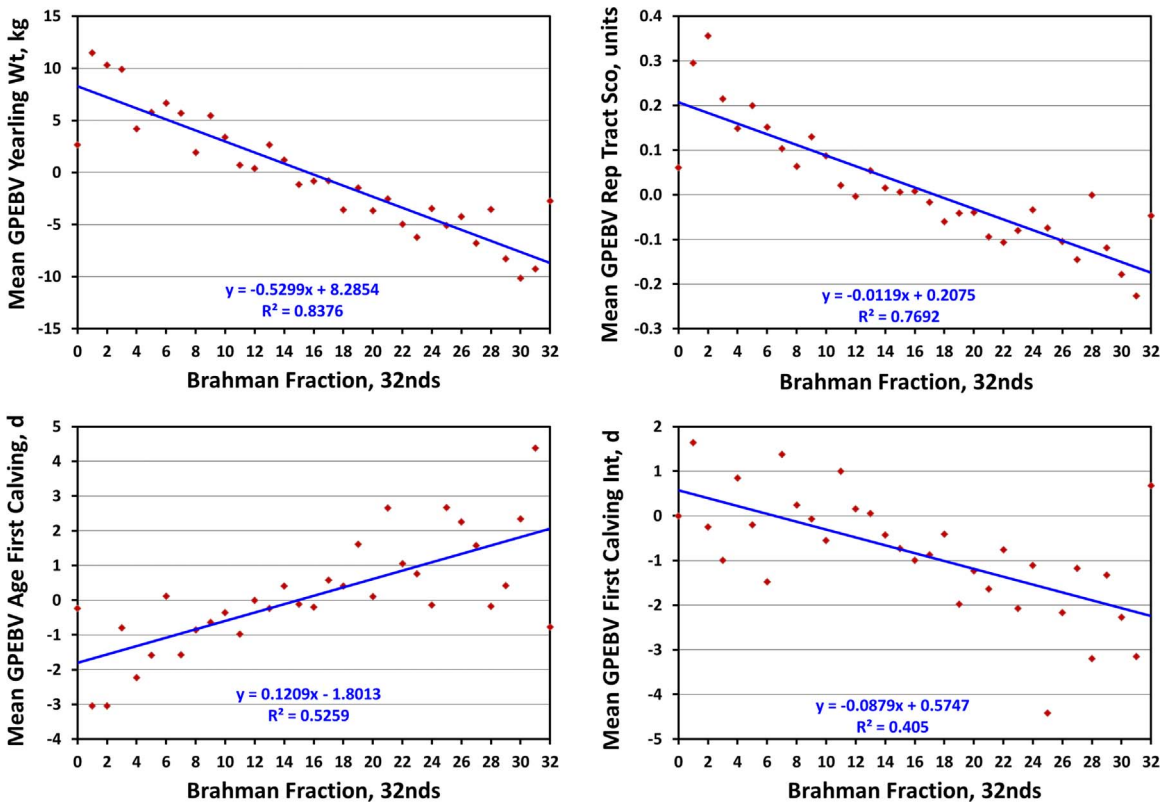 Mean GPEBV Yearling Wt, kg
15
10
5
0
-5
-10
-15
y = -0.5299x + 8.2854
R² = 0.8376
0 2 4 6 8 10 12 14 16 18 20 22 24 26 28 30 32
Brahman Fraction, 32nds
Mean GPEBV Rep Tract Sco, units
0.4
0.3
0.2
0.1
0.0
-0.1
-0.2
-0.3
y = -0.0119x + 0.2075
R² = 0.7692
0 2 4 6 8 10 12 14 16 18 20 22 24 26 28 30 32
Brahman Fraction, 32nds
Mean GPEBV Age First Calving, d
5
4
3
2
1
0
-1
-2
-3
-4
y = 0.1209x - 1.8013
R² = 0.5259
0 2 4 6 8 10 12 14 16 18 20 22 24 26 28 30 32
Brahman Fraction, 32nds
Mean GPEBV First Calving Int, d
2
1
0
-1
-2
-3
-4
-5
y = -0.0879x + 0.5747
R² = 0.405
0 2 4 6 8 10 12 14 16 18 20 22 24 26 28 30 32
Brahman Fraction, 32nds